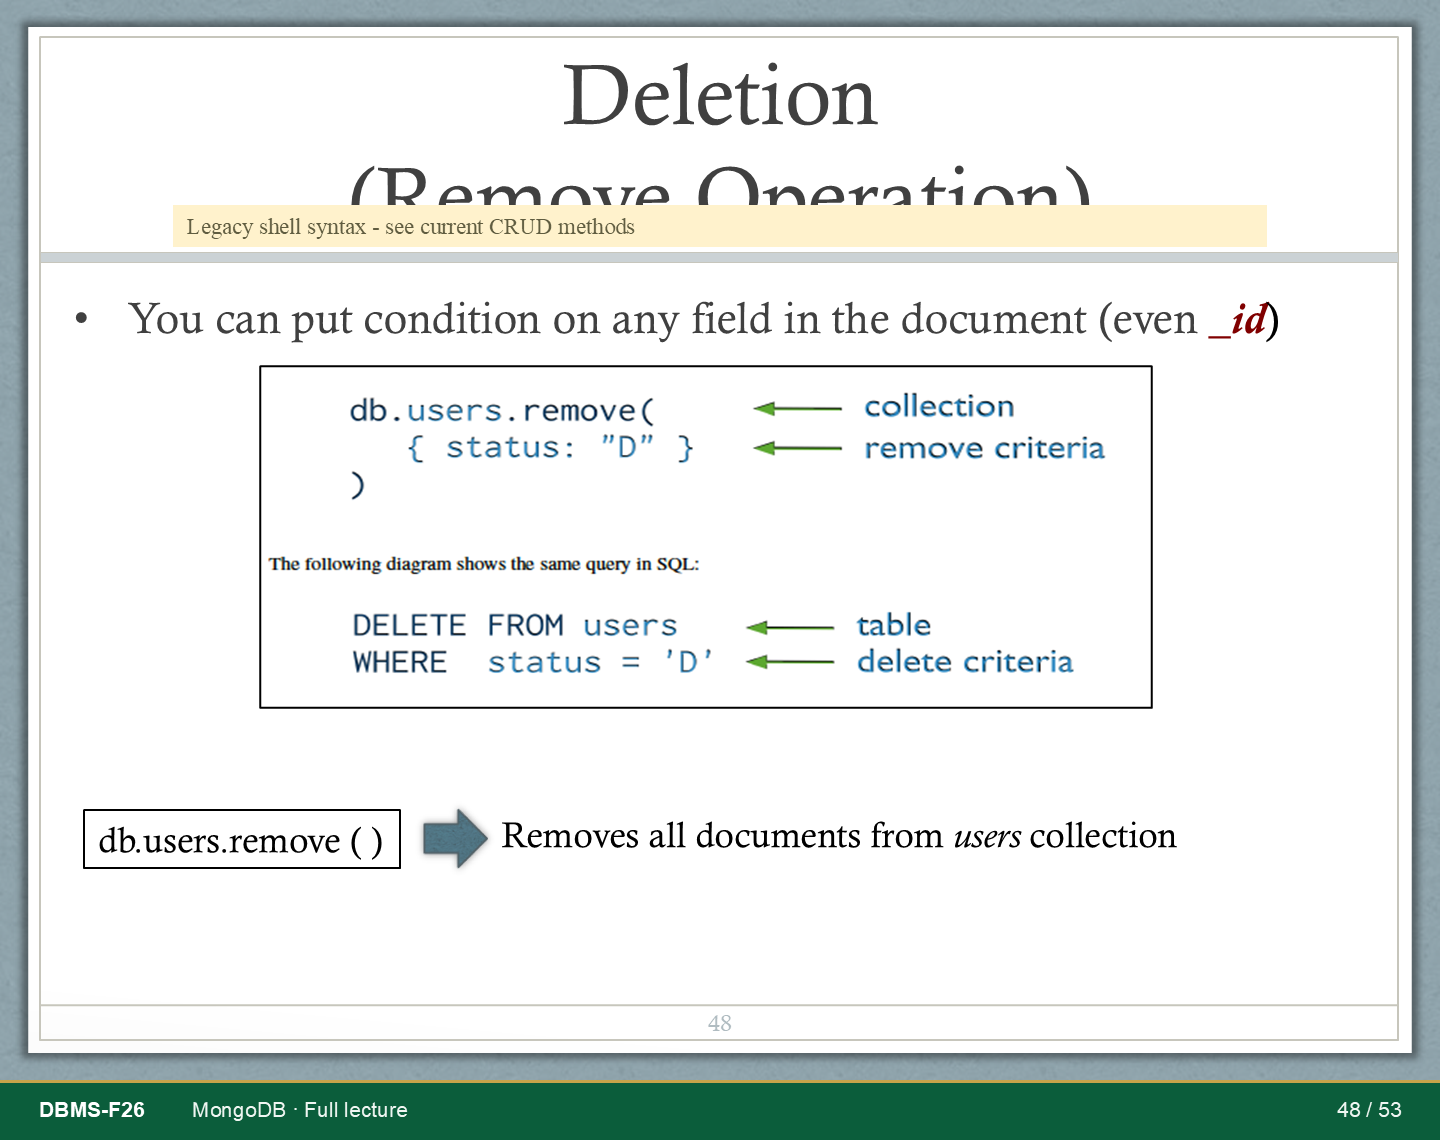 Deletion
(Remove Operation)
Legacy shell syntax - see current CRUD methods
• You can put condition on any field in the document (even _id)
db.users.remove( collection
{ status: "D" } remove criteria
)
The following diagram shows the same query in SQL:
DELETE FROM users table
WHERE status = 'D' delete criteria
db.users.remove ( ) Removes all documents from users collection
48
DBMS-F26 MongoDB · Full lecture 48 / 53